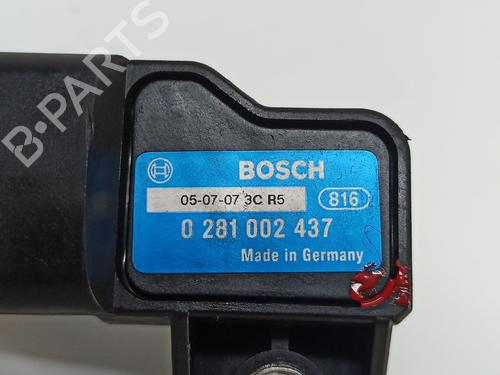 B-PARTS
BOSCH
05-07-07 3C R5
816
0 281 002 437
Made in Germany